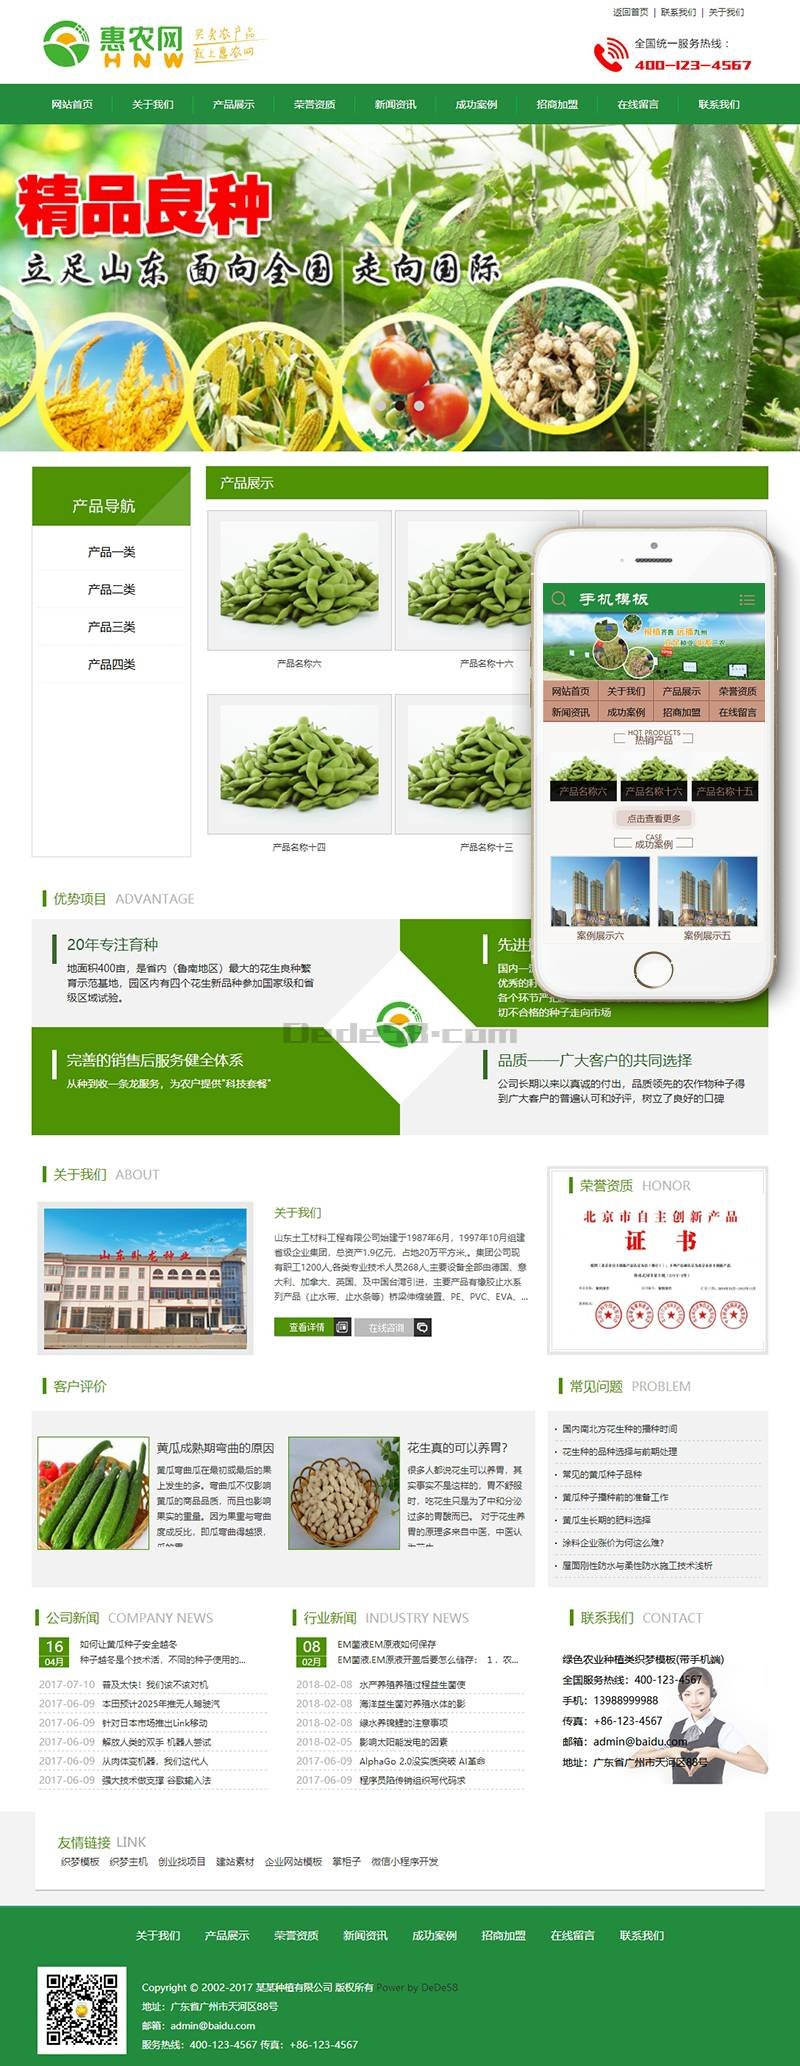 返回首页 | 联系我们 | 关于我们
惠农网
HNW
买卖农产品
就上惠农网
全国统一服务热线：
400-123-4567
网站首页 关于我们 产品展示 荣誉资质 新闻资讯 成功案例 招商加盟 在线留言 联系我们
精品良种
立足山东 面向全国 走向国际
产品导航
产品一类
产品二类
产品三类
产品四类
产品展示
产品名称六
产品名称十六
产品名称十四
产品名称十三
手机模板
网站首页 关于我们 产品展示 荣誉资质
新闻资讯 成功案例 招商加盟 在线留言
HOT PRODUCTS
热销产品
产品名称六 产品名称十六 产品名称十五
点击查看更多
CASE
成功案例
案例展示六 案例展示五
优势项目 ADVANTAGE
20年专注育种
地面积400亩，是省内（鲁南地区）最大的花生良种繁
育示范基地，园区内有四个花生新品种参加国家级和省
级区域试验。
先进
国内一
优秀的
各个环节严把
切不合格的种子走向市场
Dede58.com
完善的销售后服务健全体系
从种到收一条龙服务，为农户提供"科技套餐"
品质——广大客户的共同选择
公司长期以来以真诚的付出，品质领先的农作物种子得
到广大客户的普遍认可和好评，树立了良好的口碑
关于我们 ABOUT
山东卧龙种业
关于我们
山东土工材料工程有限公司始建于1987年6月，1997年10月组建
省级企业集团，总资产1.9亿元，占地20万平方米.。集团公司现
有职工1200人,各类专业技术人员268人,主要设备全部由德国、意
大利、加拿大、英国、及中国台湾引进，主要产品有橡胶止水系
列产品（止水带、止水条等）桥梁伸缩装置、PE、PVC、EVA、...
查看详情
在线咨询
荣誉资质 HONOR
北京市自主创新产品
证 书
客户评价
黄瓜成熟期弯曲的原因
黄瓜弯曲瓜在最初或最后的果
上发生的多。弯曲瓜不仅影响
黄瓜的商品品质，而且也影响
果实的重量。因为果里与弯曲
度成反比，即瓜弯曲得越狠，
花生真的可以养胃？
很多人都说花生可以养胃，其
实事实不是这样的，胃不舒服
时，吃花生只是为了中和分泌
过多的胃酸而已。 对于花生养
胃的原理多来自中医，中医认
为花生
常见问题 PROBLEM
· 国内南北方花生种的播种时间
· 花生种的品种选择与前期处理
· 常见的黄瓜种子品种
· 黄瓜种子播种前的准备工作
· 黄瓜生长期的肥料选择
· 涂料企业涨价为何这么难?
· 屋面刚性防水与柔性防水施工技术浅析
公司新闻 COMPANY NEWS
16
04月
如何让黄瓜种子安全越冬
种子越冬是个技术活，不同的种子使用的...
2017-07-10 普及太快！我们该不该对机
2017-06-09 本田预计2025年推无人驾驶汽
2017-06-09 针对日本市场推出Link移动
2017-06-09 解放人类的双手 机器人尝试
2017-06-09 从肉体变机器，我们这代人
2017-06-09 强大技术做支撑 谷歌输入法
行业新闻 INDUSTRY NEWS
08
02月
EM菌液,EM原液如何保存
EM菌液,EM原液开盖后要怎么储存： 1．农...
2018-02-08 水产养殖养殖过程益生菌使
2018-02-08 海洋益生菌对养殖水体的影
2018-02-08 绿水养锦鲤的注意事项
2018-02-05 影响太阳能发电的因素
2017-06-09 AlphaGo 2.0没实质突破 AI革命
2017-06-09 程序员陷传销组织写代码求
联系我们 CONTACT
绿色农业种植类织梦模板(带手机端)
全国服务热线：400-123-4567
手机：13988999988
传真：+86-123-4567
邮箱：admin@baidu.com
地址：广东省广州市天河区88号
友情链接 LINK
织梦模板 织梦主机 创业找项目 建站素材 企业网站模板 掌柜子 微信小程序开发
关于我们 产品展示 荣誉资质 新闻资讯 成功案例 招商加盟 在线留言 联系我们
Copyright © 2002-2017 某某种植有限公司 版权所有 Power by DeDe58
地址：广东省广州市天河区88号
邮箱：admin@baidu.com
服务热线：400-123-4567 传真：+86-123-4567